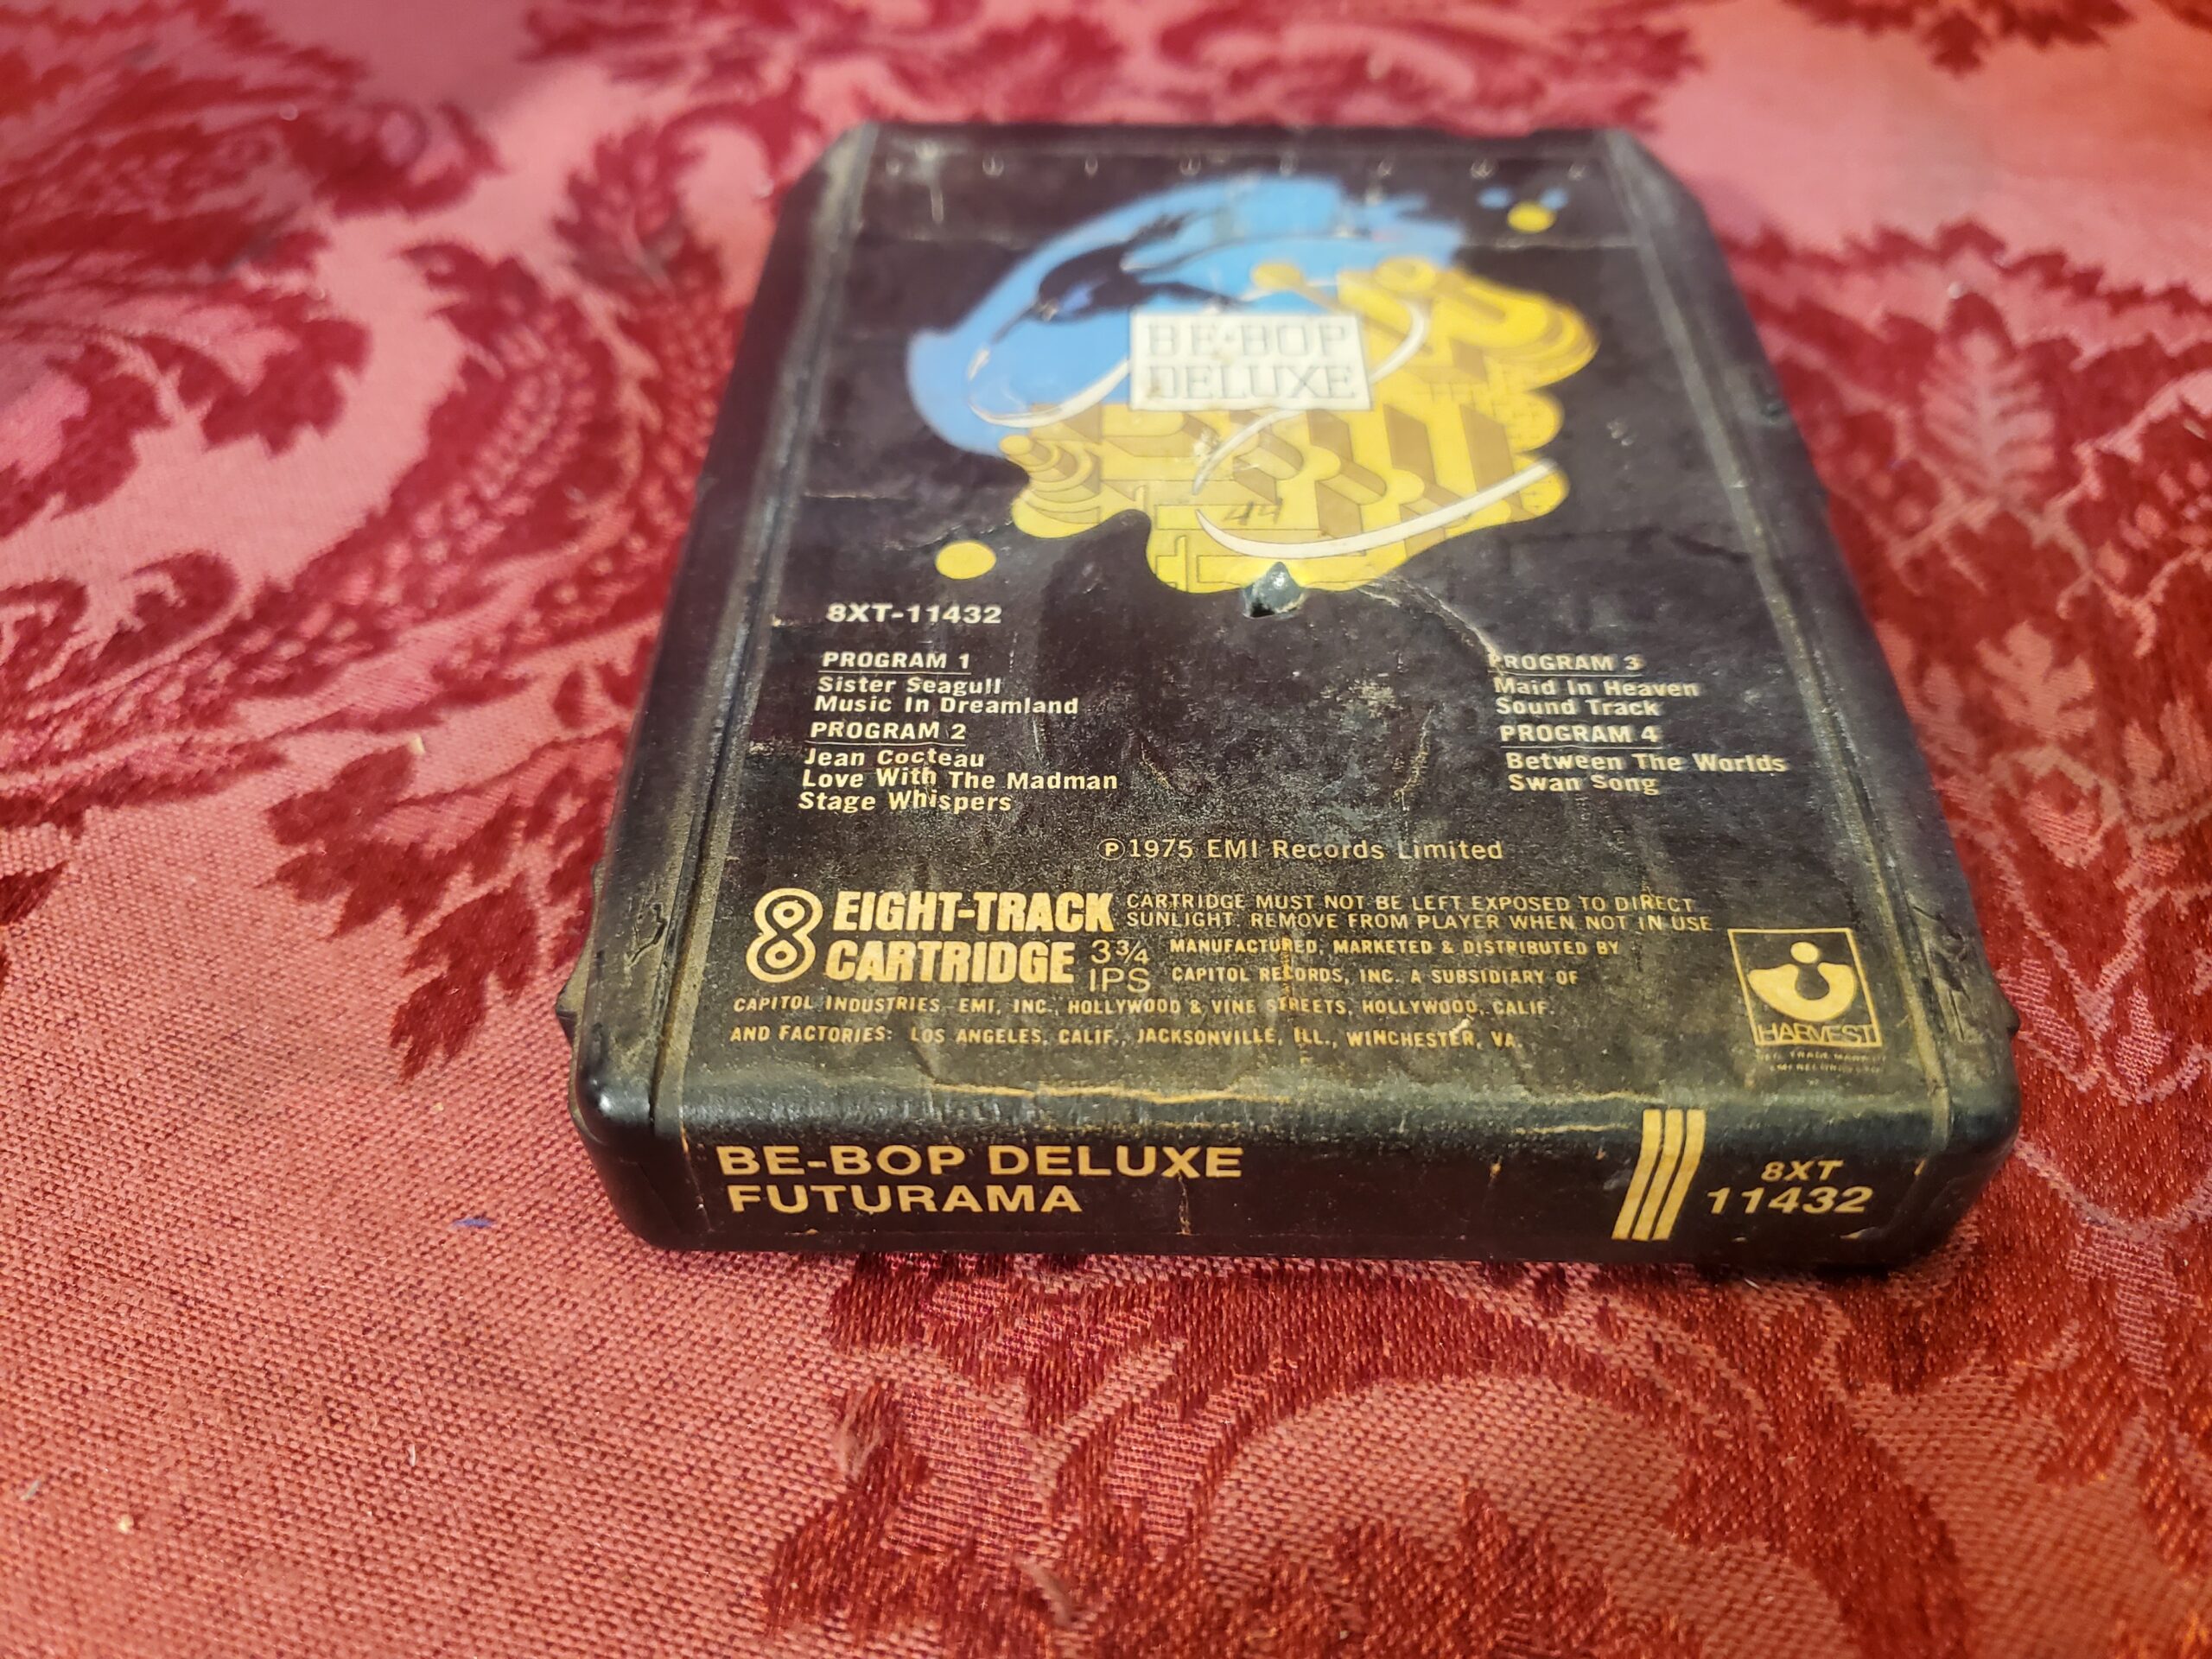 BE·BOP
DELUXE
44
8XT-11432
PROGRAM 1
Sister Seagull
Music In Dreamland
PROGRAM 2
Jean Cocteau
Love With The Madman
Stage Whispers
PROGRAM 3
Maid In Heaven
Sound Track
PROGRAM 4
Between The Worlds
Swan Song
℗1975 EMI Records Limited
8 EIGHT-TRACK
CARTRIDGE 3¾
IPS
CARTRIDGE MUST NOT BE LEFT EXPOSED TO DIRECT
SUNLIGHT. REMOVE FROM PLAYER WHEN NOT IN USE
MANUFACTURED, MARKETED & DISTRIBUTED BY
CAPITOL RECORDS, INC. A SUBSIDIARY OF
CAPITOL INDUSTRIES-EMI, INC., HOLLYWOOD & VINE STREETS, HOLLYWOOD, CALIF.
AND FACTORIES: LOS ANGELES, CALIF., JACKSONVILLE, ILL., WINCHESTER, VA.
HARVEST
BE-BOP DELUXE
FUTURAMA
8XT
11432